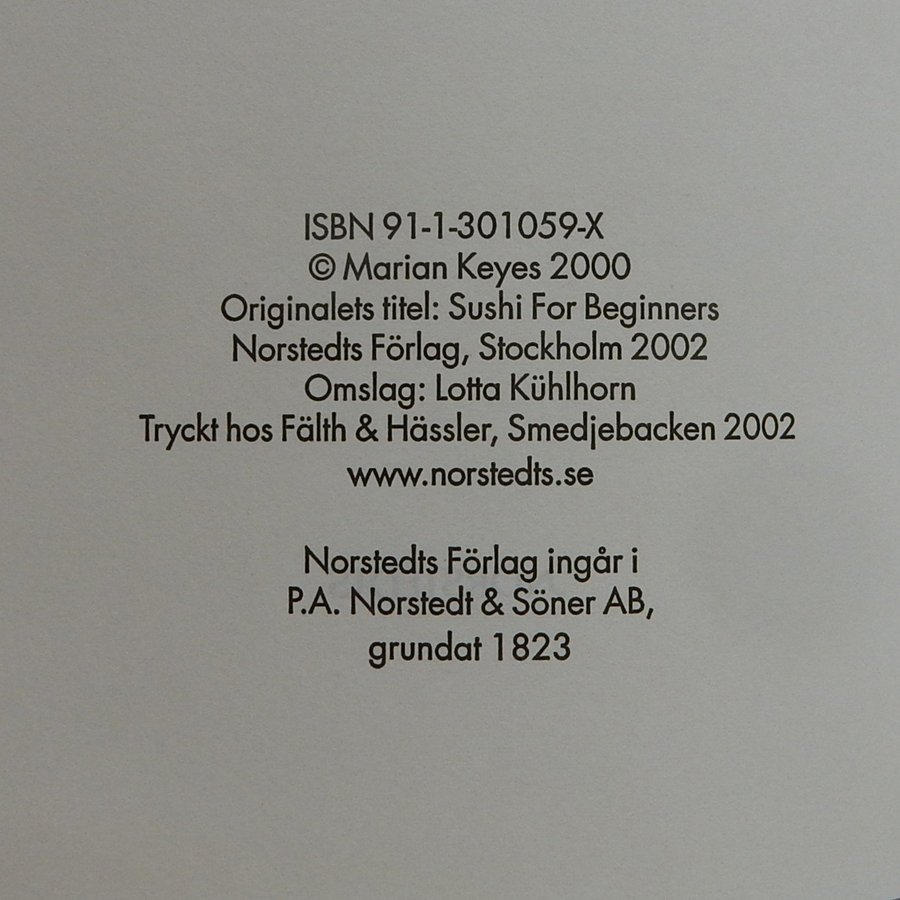 ISBN 91-1-301059-X
© Marian Keyes 2000
Originalets titel: Sushi For Beginners
Norstedts Förlag, Stockholm 2002
Omslag: Lotta Kühlhorn
Tryckt hos Fälth & Hässler, Smedjebacken 2002
www.norstedts.se
Norstedts Förlag ingår i
P.A. Norstedt & Söner AB,
grundat 1823